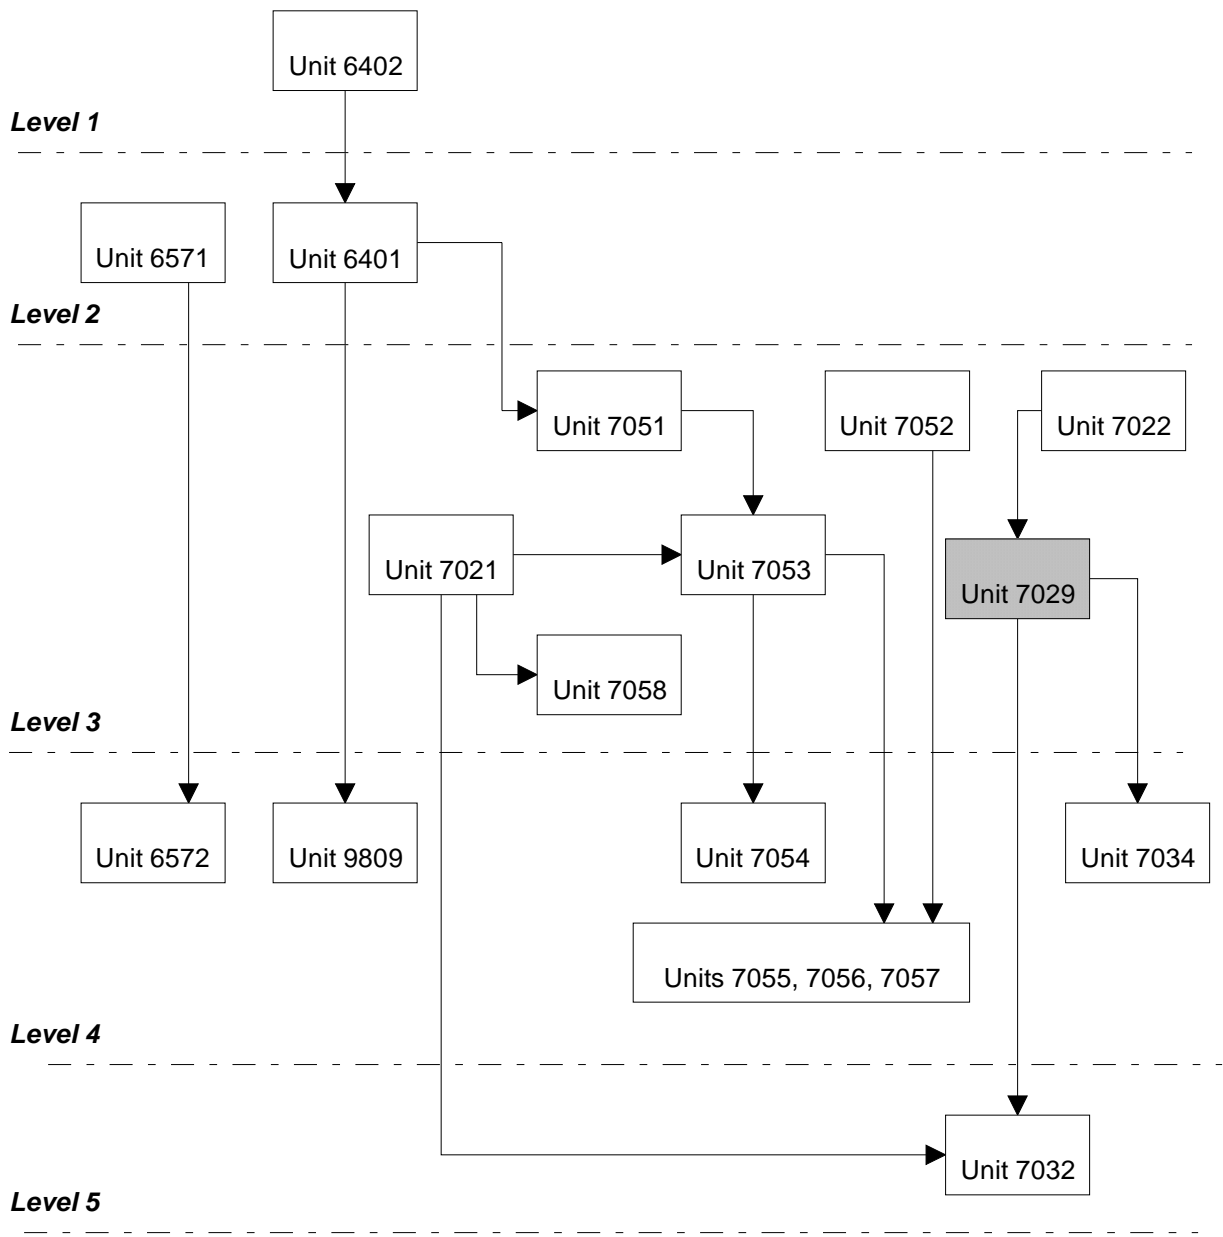 Unit 6402
Level 1
Unit 6571
Unit 6401
Level 2
Unit 7051
Unit 7052
Unit 7022
Unit 7021
Unit 7053
Unit 7029
Unit 7058
Level 3
Unit 6572
Unit 9809
Unit 7054
Unit 7034
Units 7055, 7056, 7057
Level 4
Unit 7032
Level 5